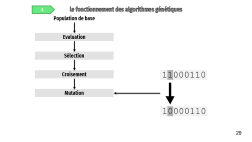 le fonctionnement des algorithmes génétiques
Population de base
Evaluation
Sélection
Croisement
11000110
Mutation
10000110
29